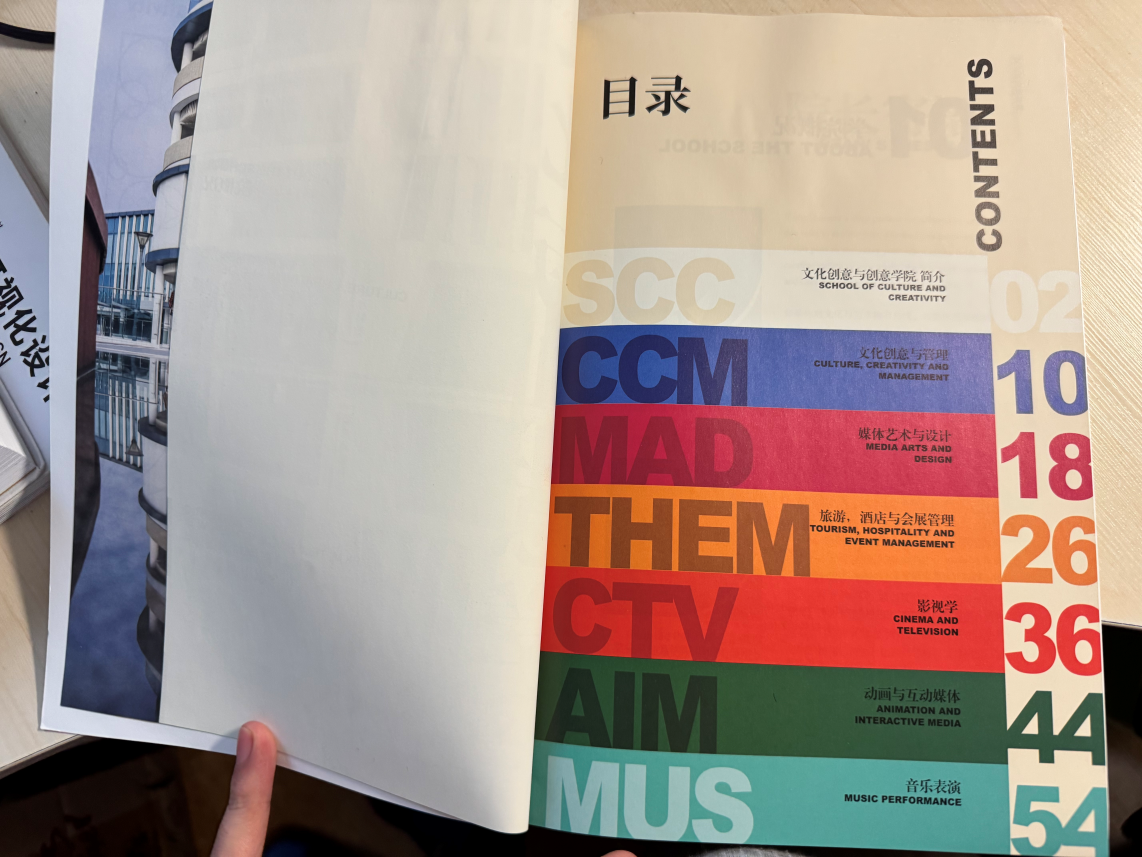 目录
CONTENTS
SCC
文化创意与创意学院 简介
SCHOOL OF CULTURE AND
CREATIVITY
02
CCM
文化创意与管理
CULTURE, CREATIVITY AND
MANAGEMENT
10
MAD
媒体艺术与设计
MEDIA ARTS AND
DESIGN
18
THEM
旅游，酒店与会展管理
TOURISM, HOSPITALITY AND
EVENT MANAGEMENT
26
CTV
影视学
CINEMA AND
TELEVISION
36
AIM
动画与互动媒体
ANIMATION AND
INTERACTIVE MEDIA
44
MUS
音乐表演
MUSIC PERFORMANCE
54
视化设计